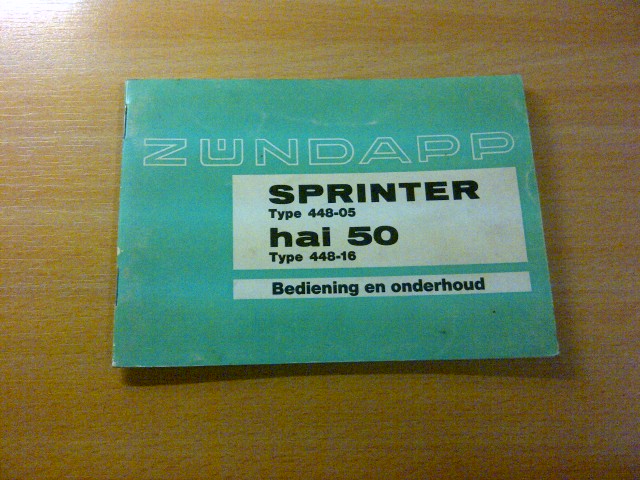 ZÜNDAPP
SPRINTER
Type 448-05
hai 50
Type 448-16
Bediening en onderhoud